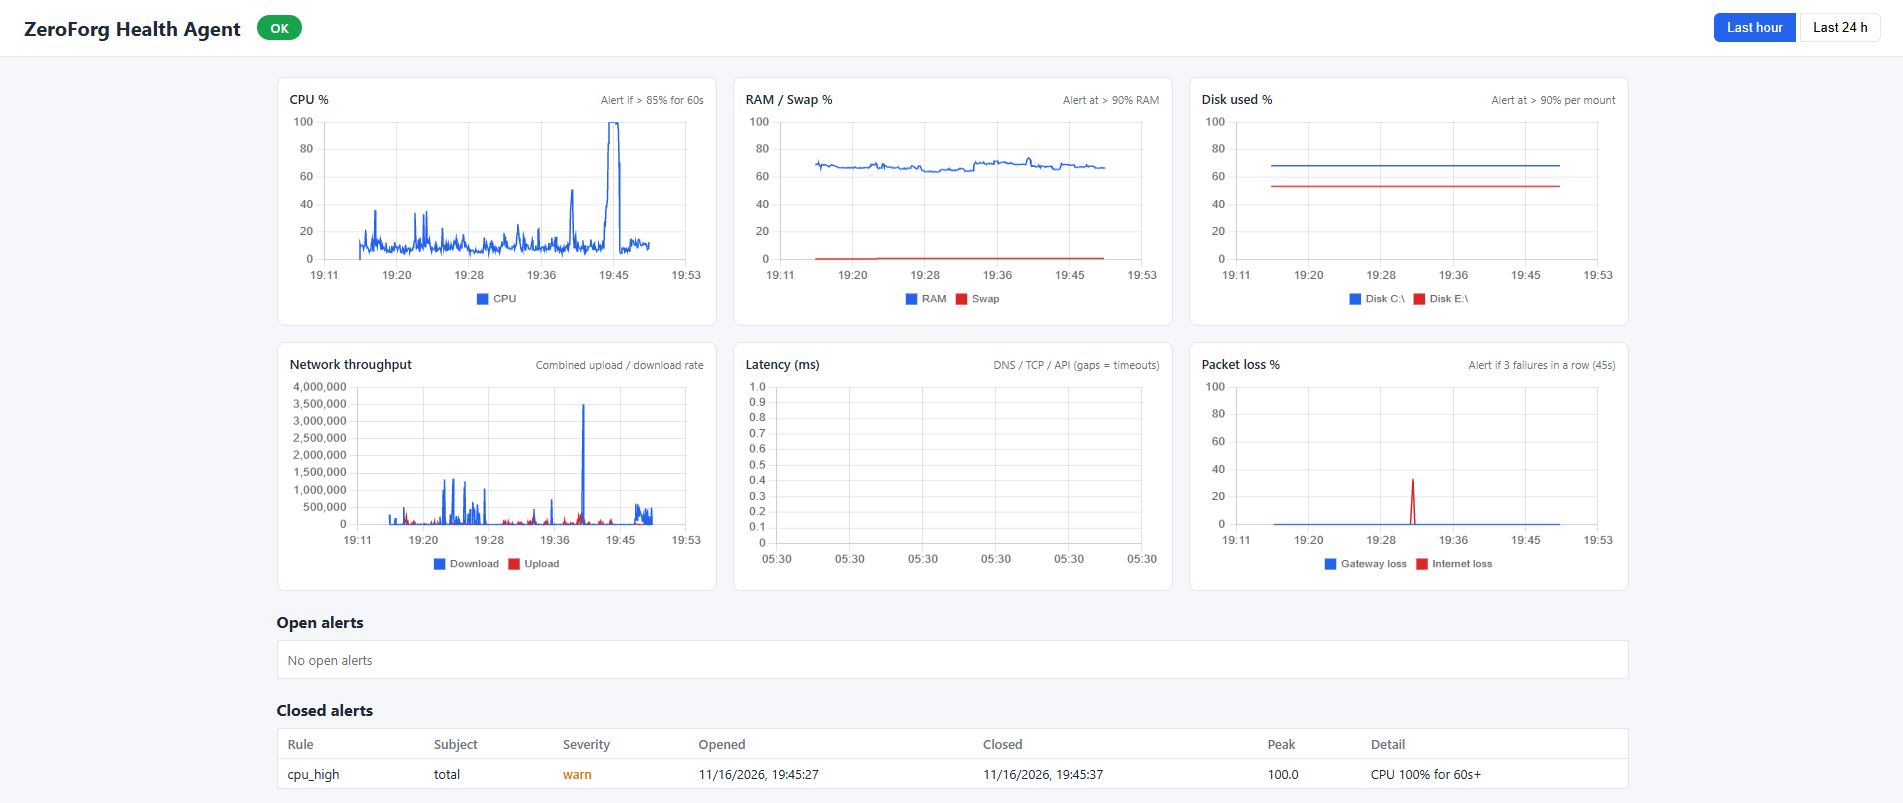 ZeroForg Health Agent OK Last hour Last 24 h
CPU % Alert if > 85% for 60s
100
80
60
40
20
0
19:11 19:20 19:28 19:36 19:45 19:53
CPU
RAM / Swap % Alert at > 90% RAM
100
80
60
40
20
0
19:11 19:20 19:28 19:36 19:45 19:53
RAM Swap
Disk used % Alert at > 90% per mount
100
80
60
40
20
0
19:11 19:20 19:28 19:36 19:45 19:53
Disk C:\ Disk E:\
Network throughput Combined upload / download rate
4,000,000
3,500,000
3,000,000
2,500,000
2,000,000
1,500,000
1,000,000
500,000
0
19:11 19:20 19:28 19:36 19:45 19:53
Download Upload
Latency (ms) DNS / TCP / API (gaps = timeouts)
1.0
0.9
0.8
0.7
0.6
0.5
0.4
0.3
0.2
0.1
0
05:30 05:30 05:30 05:30 05:30 05:30
Packet loss % Alert if 3 failures in a row (45s)
100
80
60
40
20
0
19:11 19:20 19:28 19:36 19:45 19:53
Gateway loss Internet loss
Open alerts
No open alerts
Closed alerts
Rule Subject Severity Opened Closed Peak Detail
cpu_high total warn 11/16/2026, 19:45:27 11/16/2026, 19:45:37 100.0 CPU 100% for 60s+